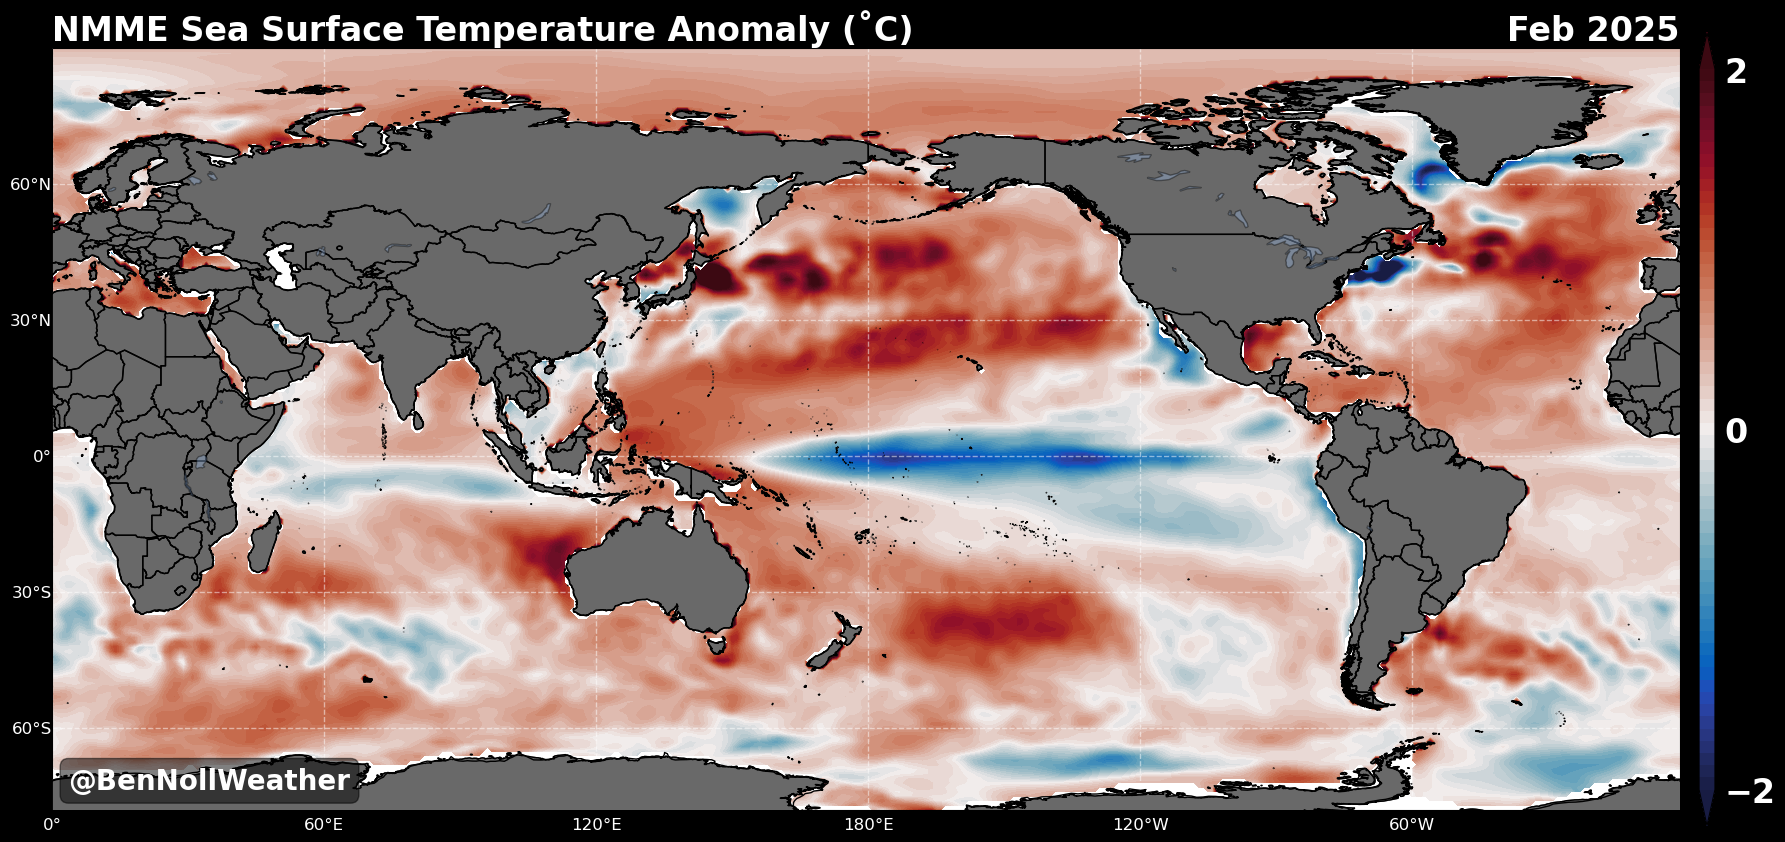 NMME Sea Surface Temperature Anomaly (˚C)
Feb 2025
2
60°N
30°N
0
0°
30°S
60°S
@BenNollWeather
−2
0°
60°E
120°E
180°E
120°W
60°W